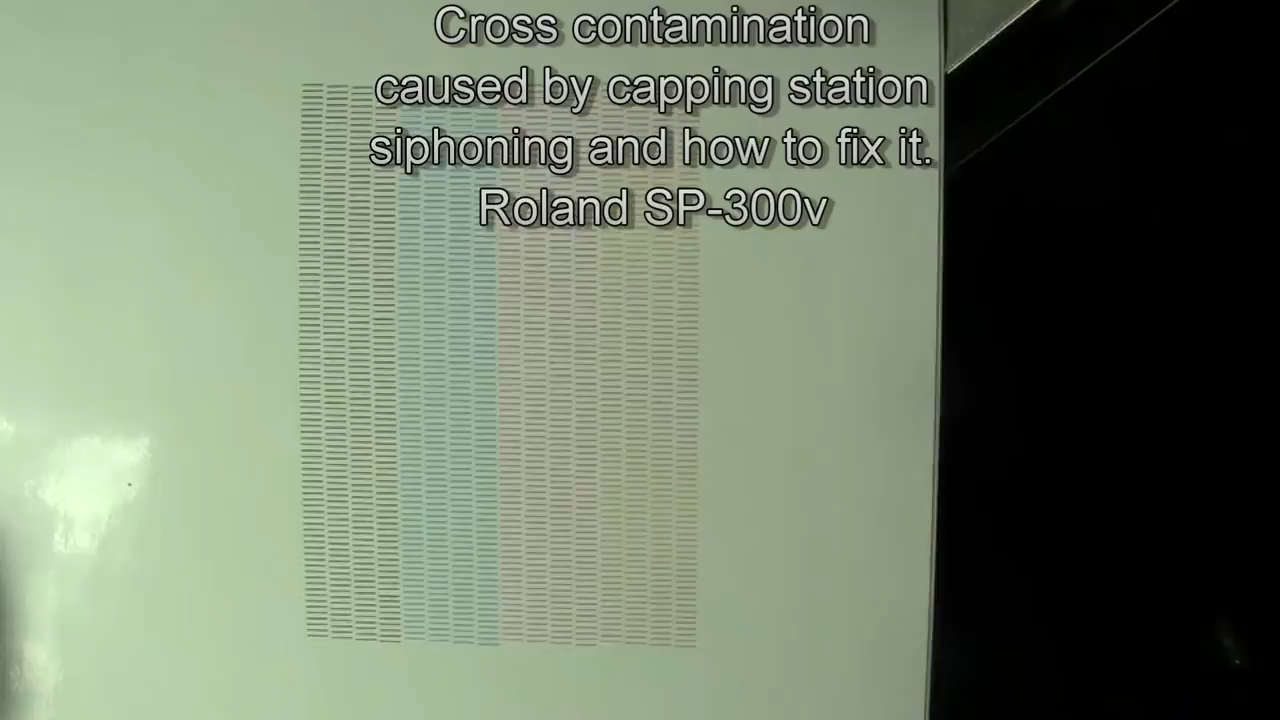 Cross contamination
caused by capping station
siphoning and how to fix it.
Roland SP-300v